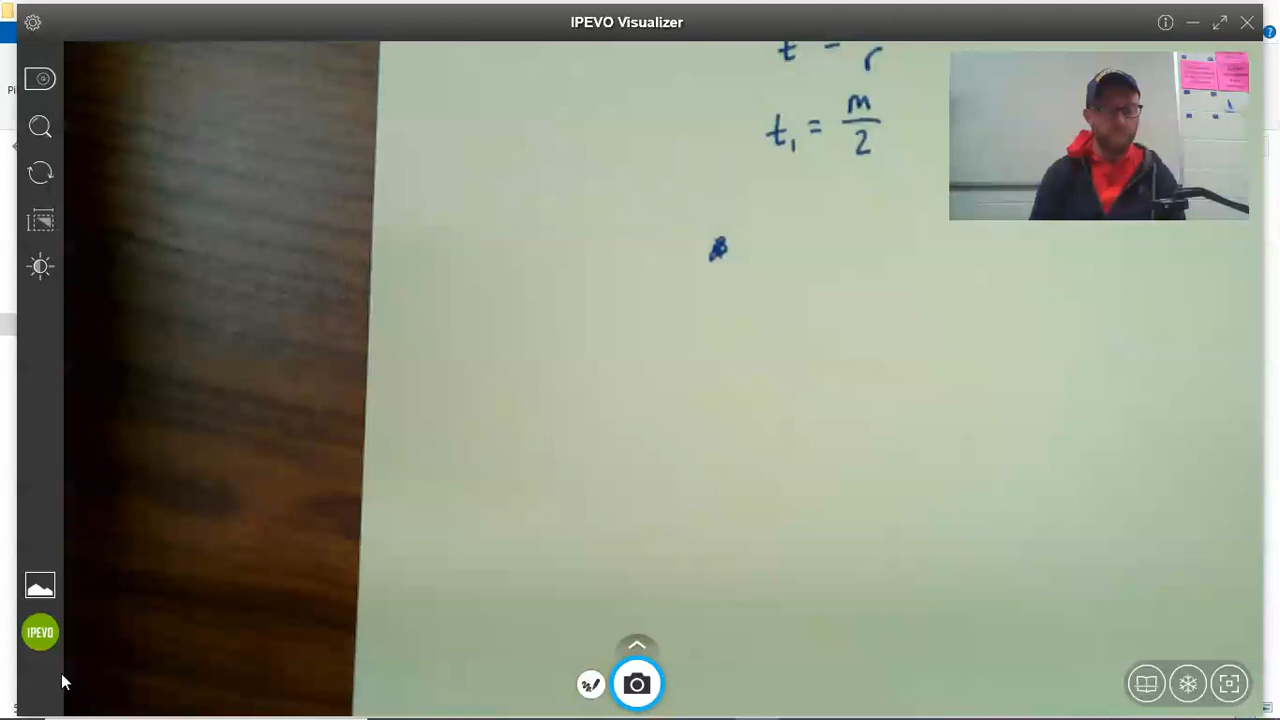 IPEVO Visualizer
t = r
t₁ = m/2
IPEVO